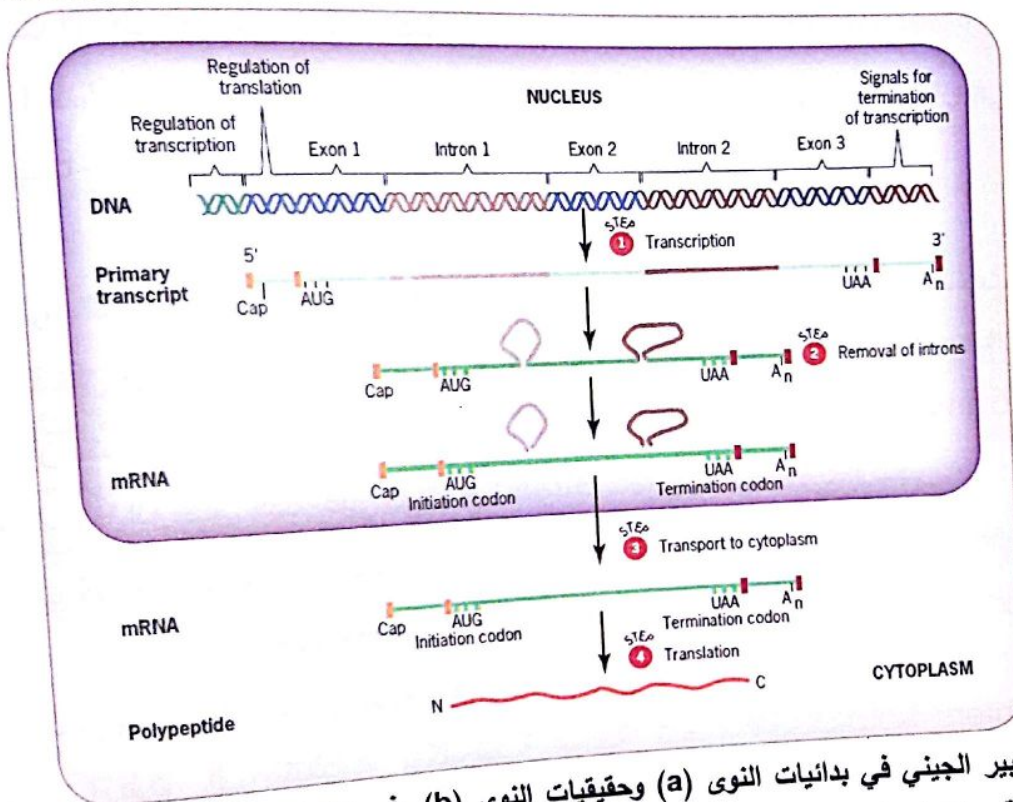 Regulation of
translation
NUCLEUS
Signals for
termination
of transcription
Regulation of
transcription
Exon 1
Intron 1
Exon 2
Intron 2
Exon 3
DNA
STEP
1 Transcription
5'
3'
Primary
transcript
Cap
AUG
UAA
An
STEP
2 Removal of introns
Cap
AUG
UAA
An
mRNA
Cap
AUG
Initiation codon
UAA
Termination codon
An
STEP
3 Transport to cytoplasm
mRNA
Cap
AUG
Initiation codon
UAA
Termination codon
An
STEP
4 Translation
CYTOPLASM
Polypeptide
N
C
الجيني في بدائيات النوى (a) وحقيقيات النوى (b)